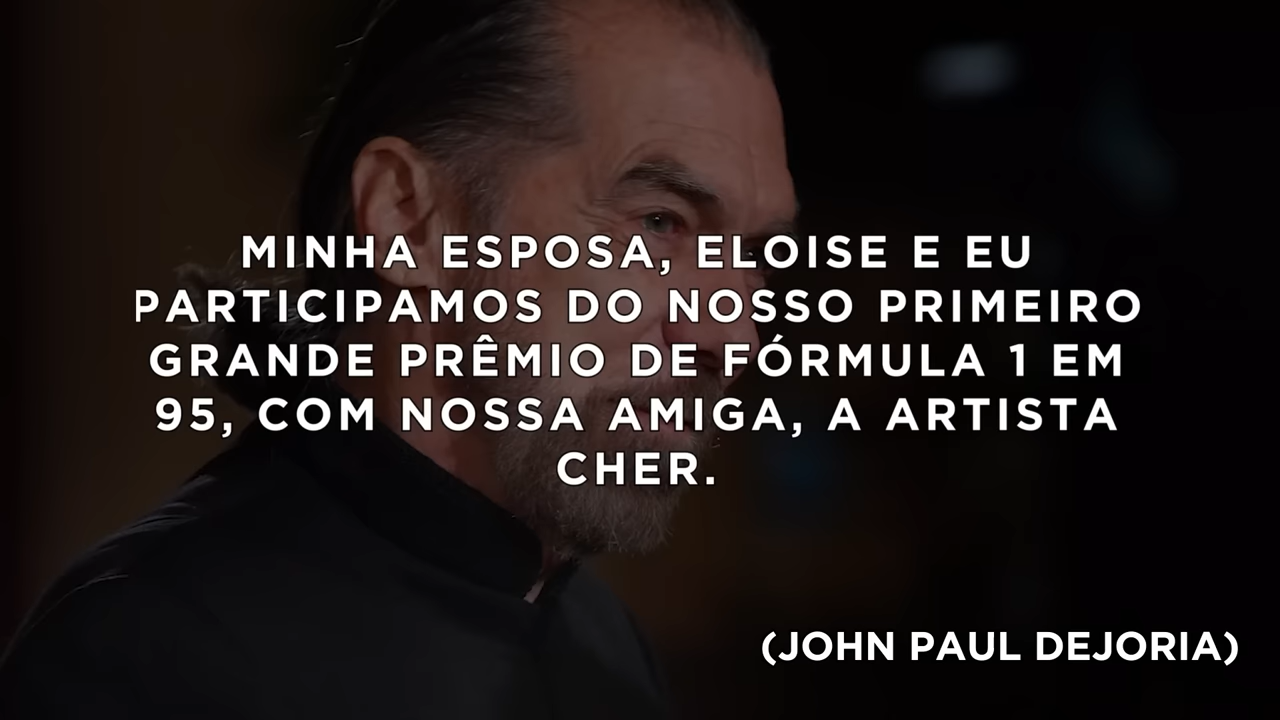 MINHA ESPOSA, ELOISE E EU
PARTICIPAMOS DO NOSSO PRIMEIRO
GRANDE PRÊMIO DE FÓRMULA 1 EM
95, COM NOSSA AMIGA, A ARTISTA
CHER.
(JOHN PAUL DEJORIA)